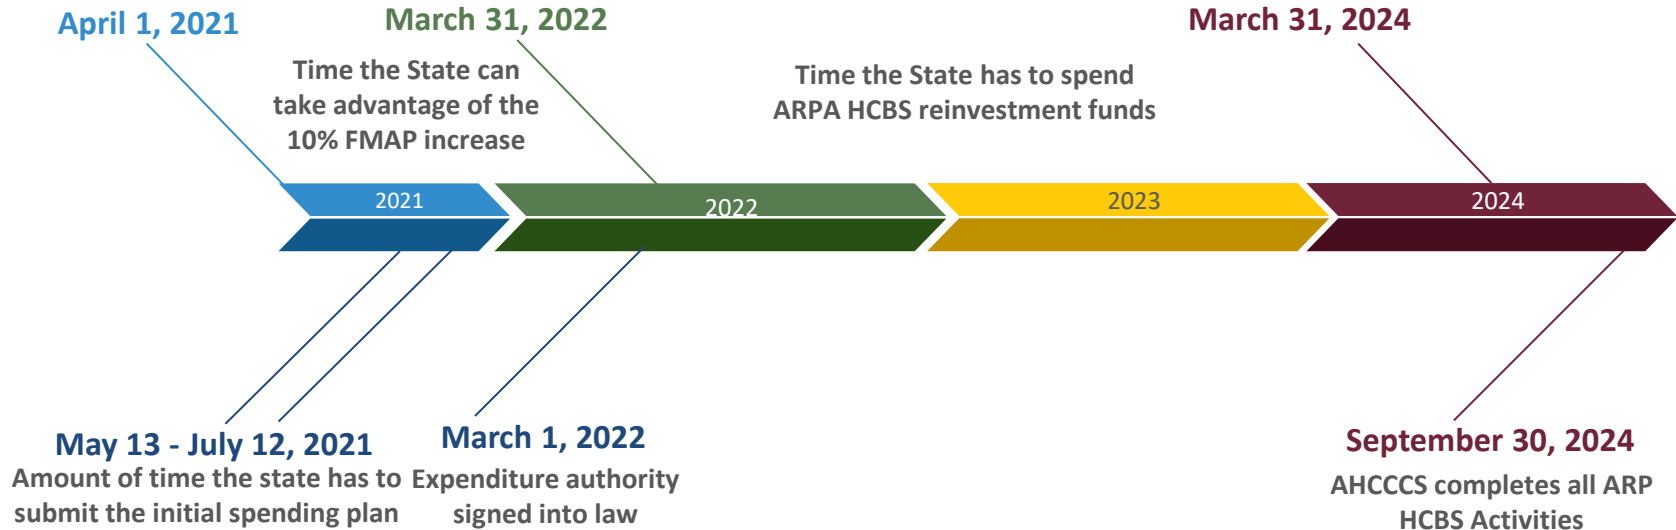 April 1, 2021
March 31, 2022
March 31, 2024
Time the State can
take advantage of the
10% FMAP increase
Time the State has to spend
ARPA HCBS reinvestment funds
2021
2022
2023
2024
May 13 - July 12, 2021
Amount of time the state has to
submit the initial spending plan
March 1, 2022
Expenditure authority
signed into law
September 30, 2024
AHCCCS completes all ARP
HCBS Activities